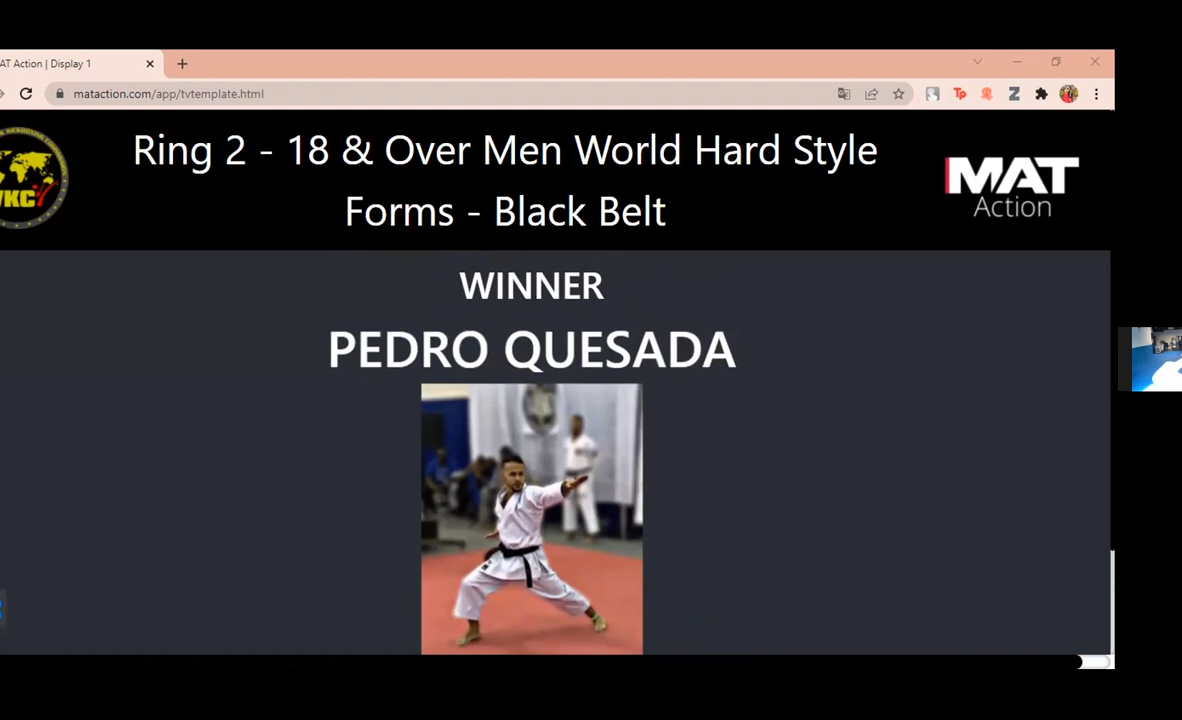 AT Action | Display 1
mataction.com/app/tvtemplate.html
Ring 2 - 18 & Over Men World Hard Style
Forms - Black Belt
MAT
Action
WINNER
PEDRO QUESADA